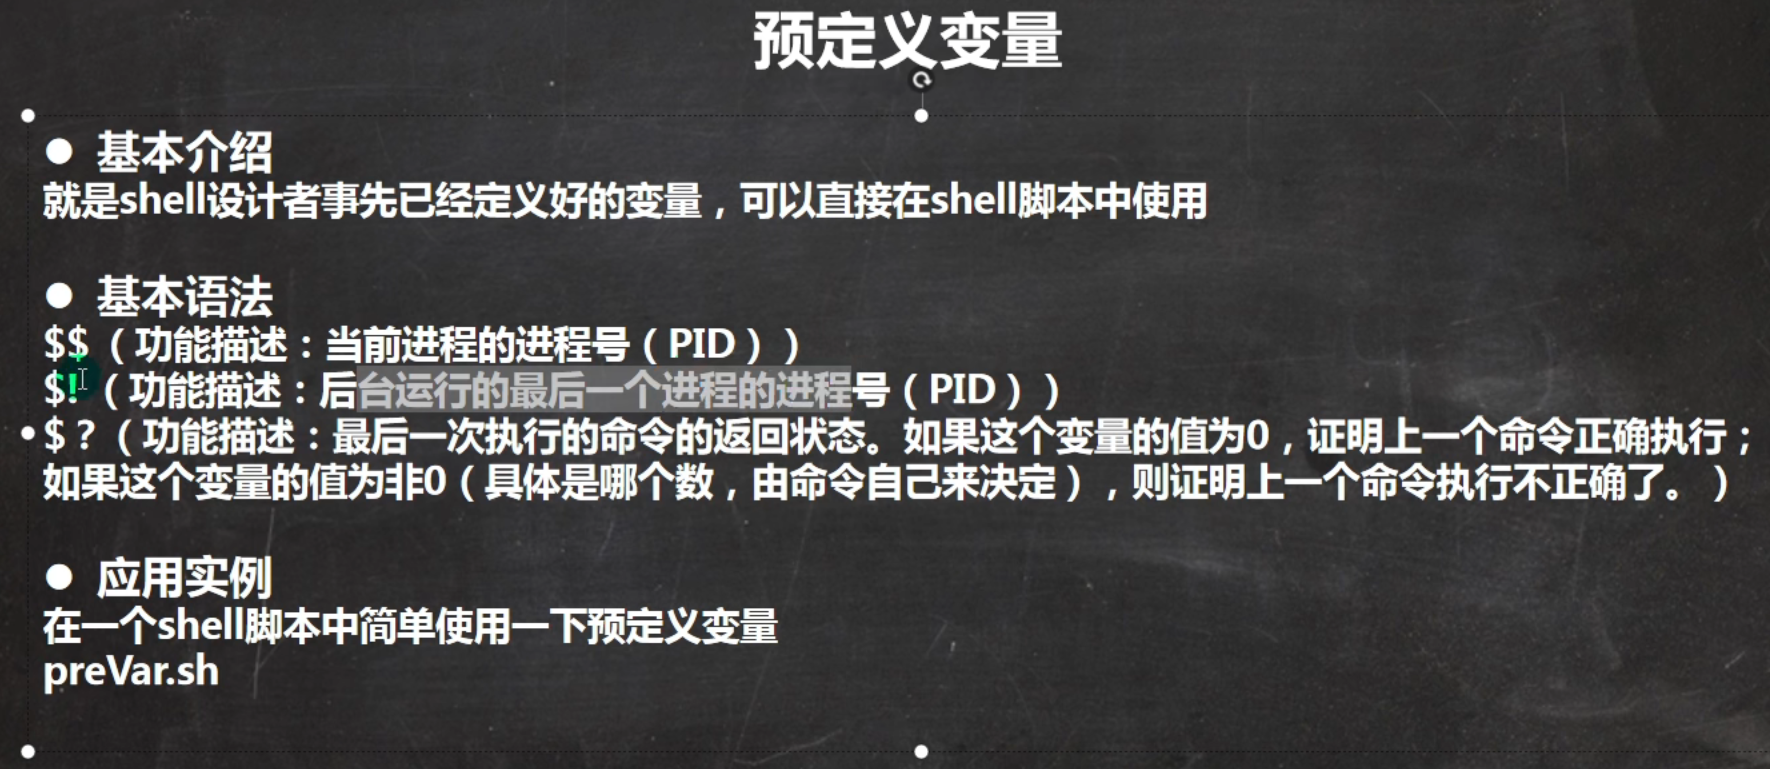 预定义变量
● 基本介绍
就是shell设计者事先已经定义好的变量，可以直接在shell脚本中使用
● 基本语法
$$（功能描述：当前进程的进程号（PID））
$!（功能描述：后台运行的最后一个进程的进程号（PID））
$？（功能描述：最后一次执行的命令的返回状态。如果这个变量的值为0，证明上一个命令正确执行；
如果这个变量的值为非0（具体是哪个数，由命令自己来决定），则证明上一个命令执行不正确了。）
● 应用实例
在一个shell脚本中简单使用一下预定义变量
preVar.sh